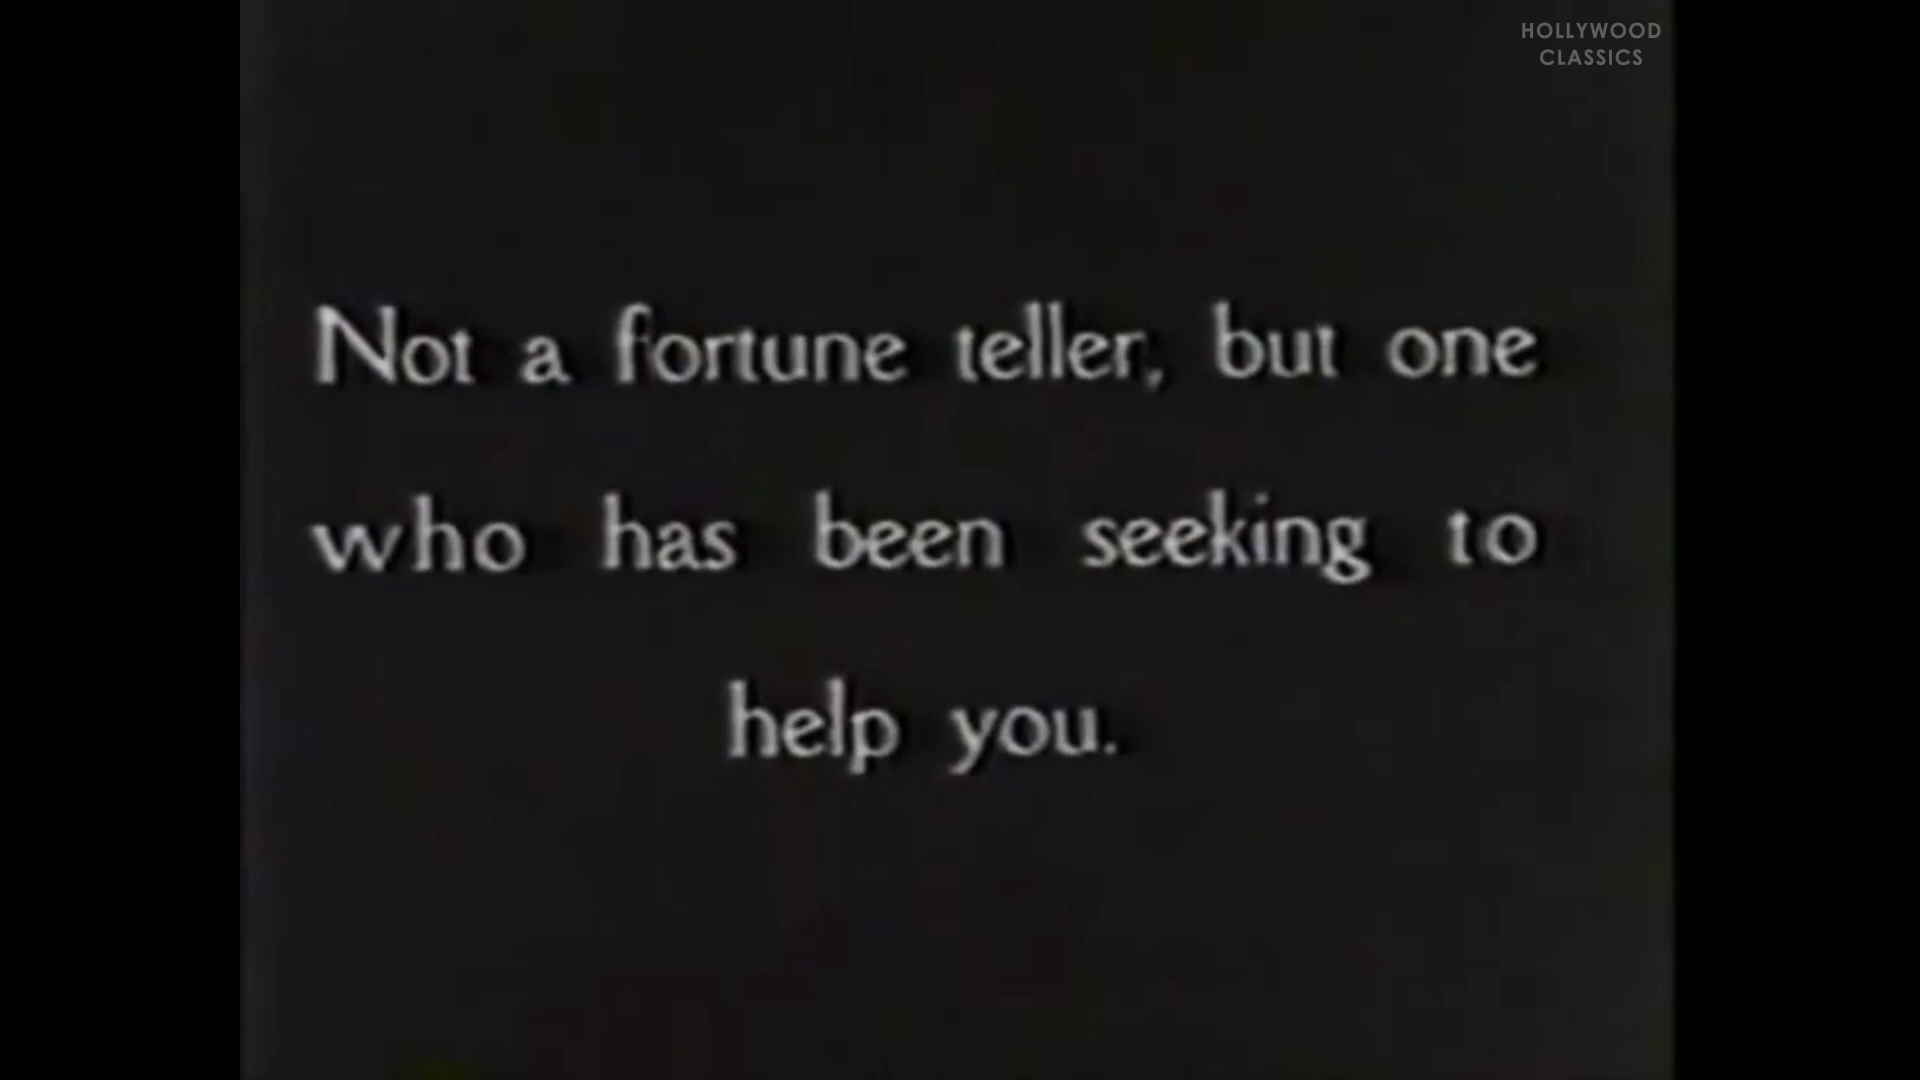 HOLLYWOOD
CLASSICS
Not a fortune teller, but one
who has been seeking to
help you.